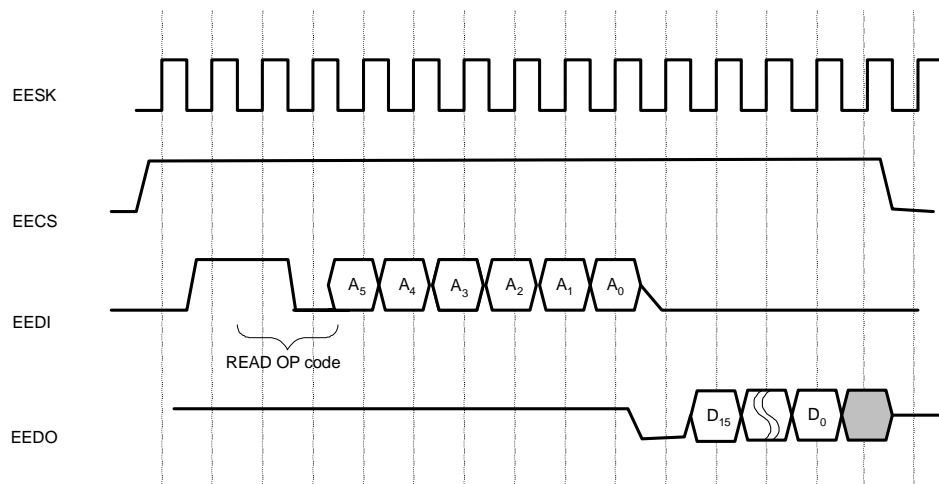 EESK
EECS
EEDI
A5 A4 A3 A2 A1 A0
READ OP code
EEDO
D15 D0